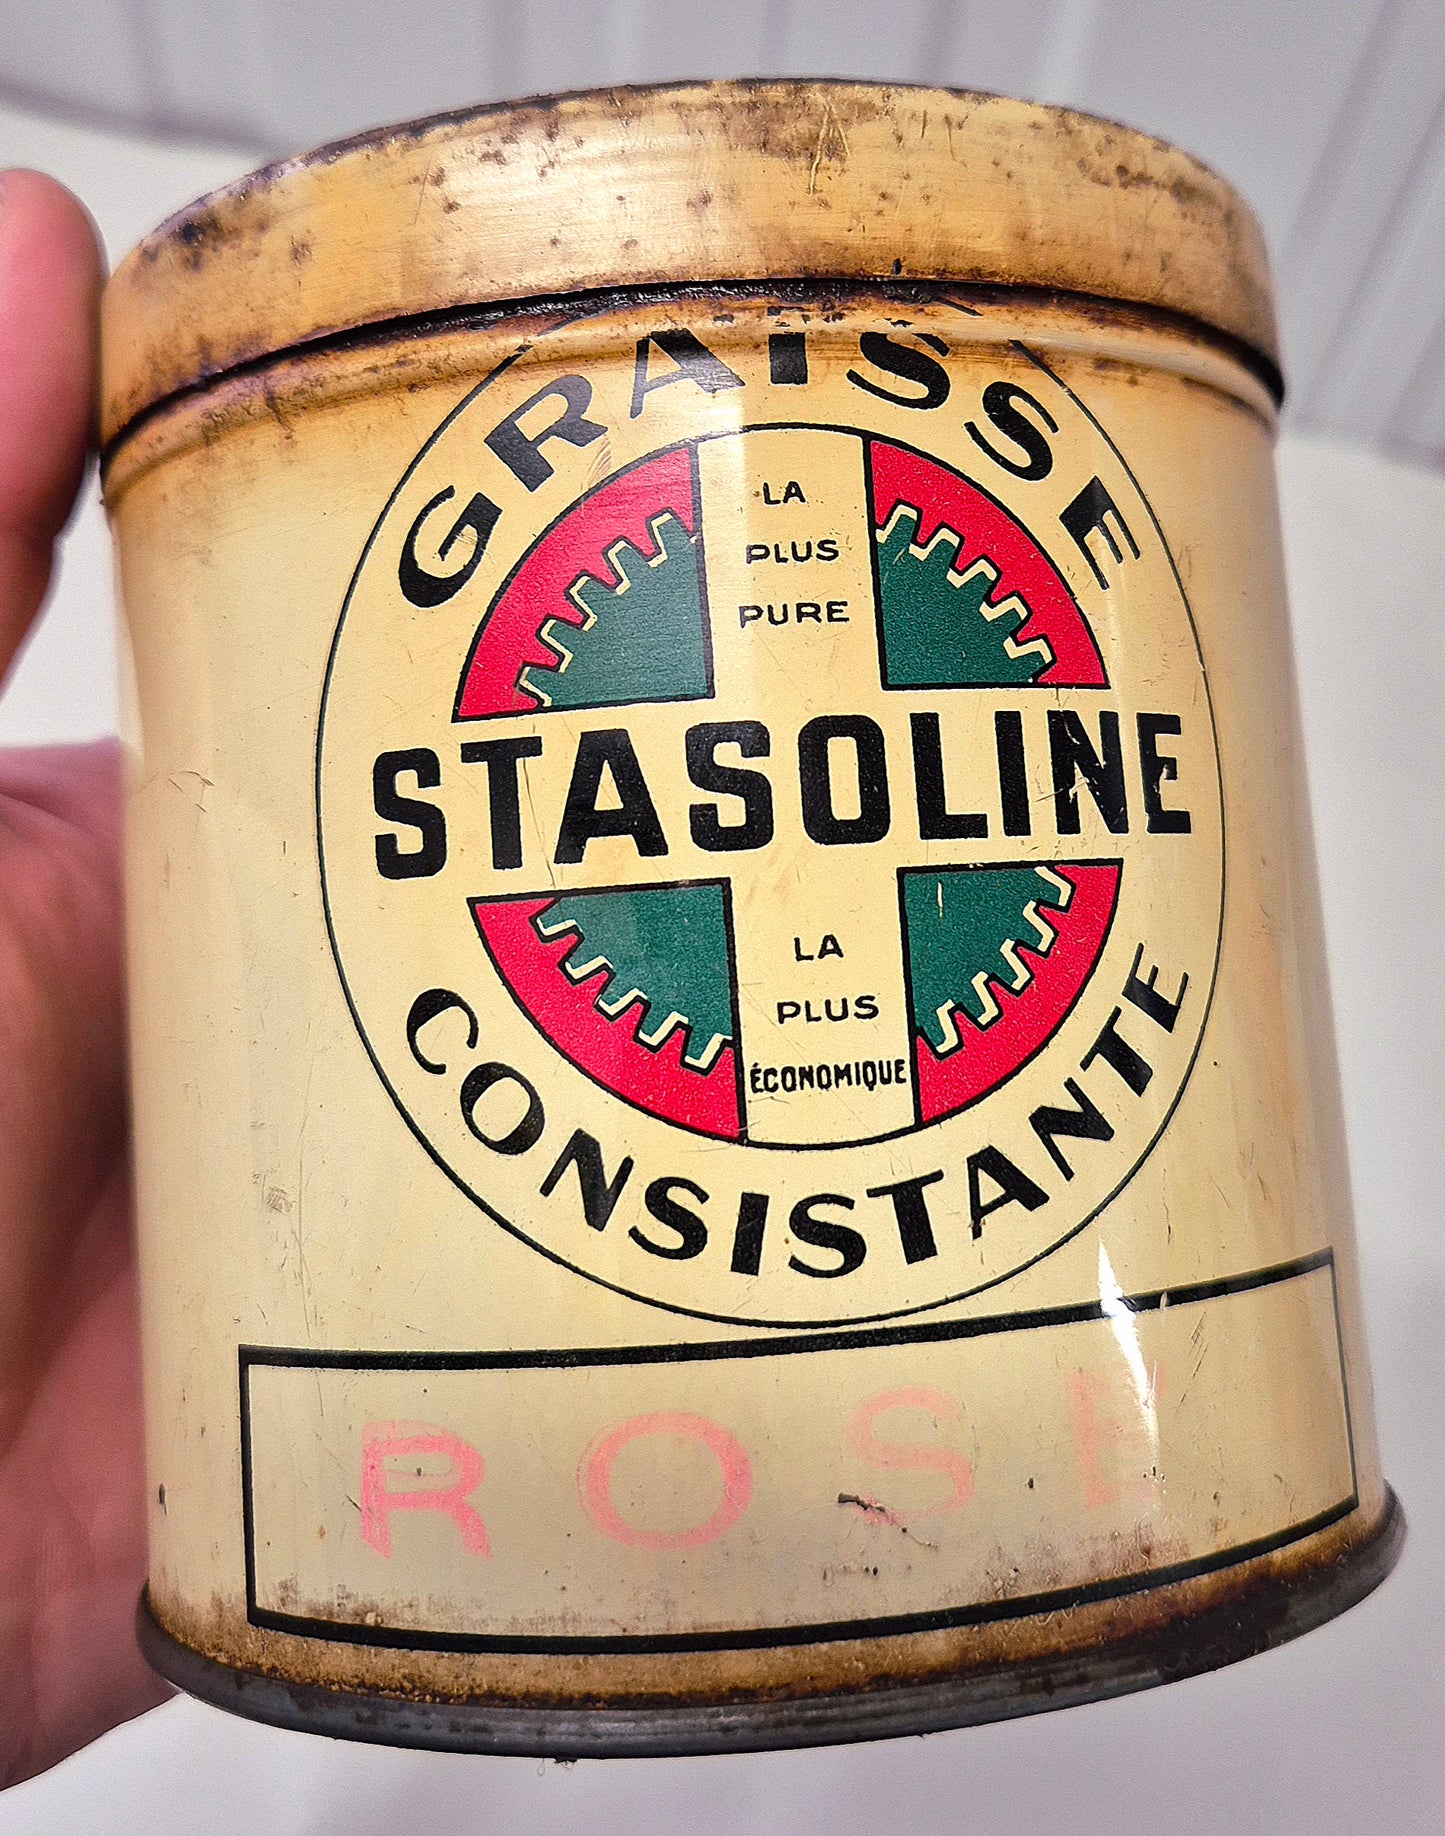 GRAISSE
LA
PLUS
PURE
STASOLINE
LA
PLUS
ÉCONOMIQUE
CONSISTANTE
ROSE